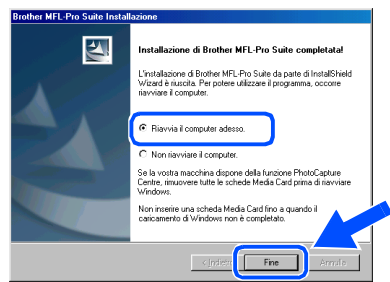 Brother MFL-Pro Suite Installazione
Installazione di Brother MFL-Pro Suite completata!
L'installazione di Brother MFL-Pro Suite da parte di InstallShield
Wizard è riuscita. Per potere utilizzare il programma, occorre
riavviare il computer.
Riavvia il computer adesso.
Non riavviare il computer.
Se la vostra macchina dispone della funzione PhotoCapture
Centre, rimuovere tutte le schede Media Card prima di riavviare
Windows.
Non inserire una scheda Media Card fino a quando il
caricamento di Windows non è completato.
Fine
Annulla